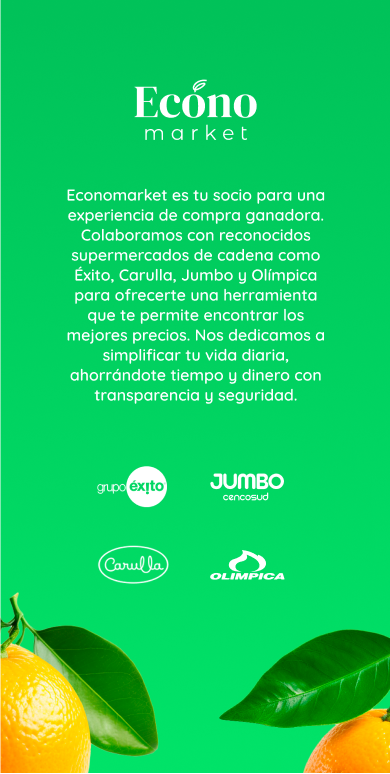 Econo
market
Economarket es tu socio para una
experiencia de compra ganadora.
Colaboramos con reconocidos
supermercados de cadena como
Éxito, Carulla, Jumbo y Olímpica
para ofrecerte una herramienta
que te permite encontrar los
mejores precios. Nos dedicamos a
simplificar tu vida diaria,
ahorrándote tiempo y dinero con
transparencia y seguridad.
grupo éxito
JUMBO
cencosud
Carulla
OLIMPICA